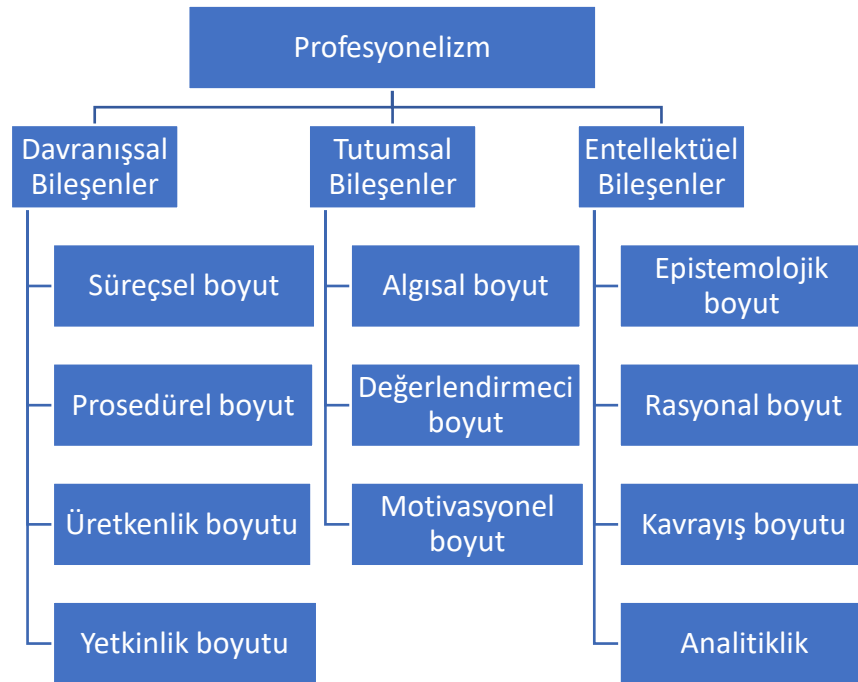 Profesyonelizm
Davranışsal
Bileşenler
Süreçsel boyut
Prosedürel boyut
Üretkenlik boyutu
Yetkinlik boyutu
Tutumsal
Bileşenler
Algısal boyut
Değerlendirmeci
boyut
Motivasyonel
boyut
Entellektüel
Bileşenler
Epistemolojik
boyut
Rasyonal boyut
Kavrayış boyutu
Analitiklik